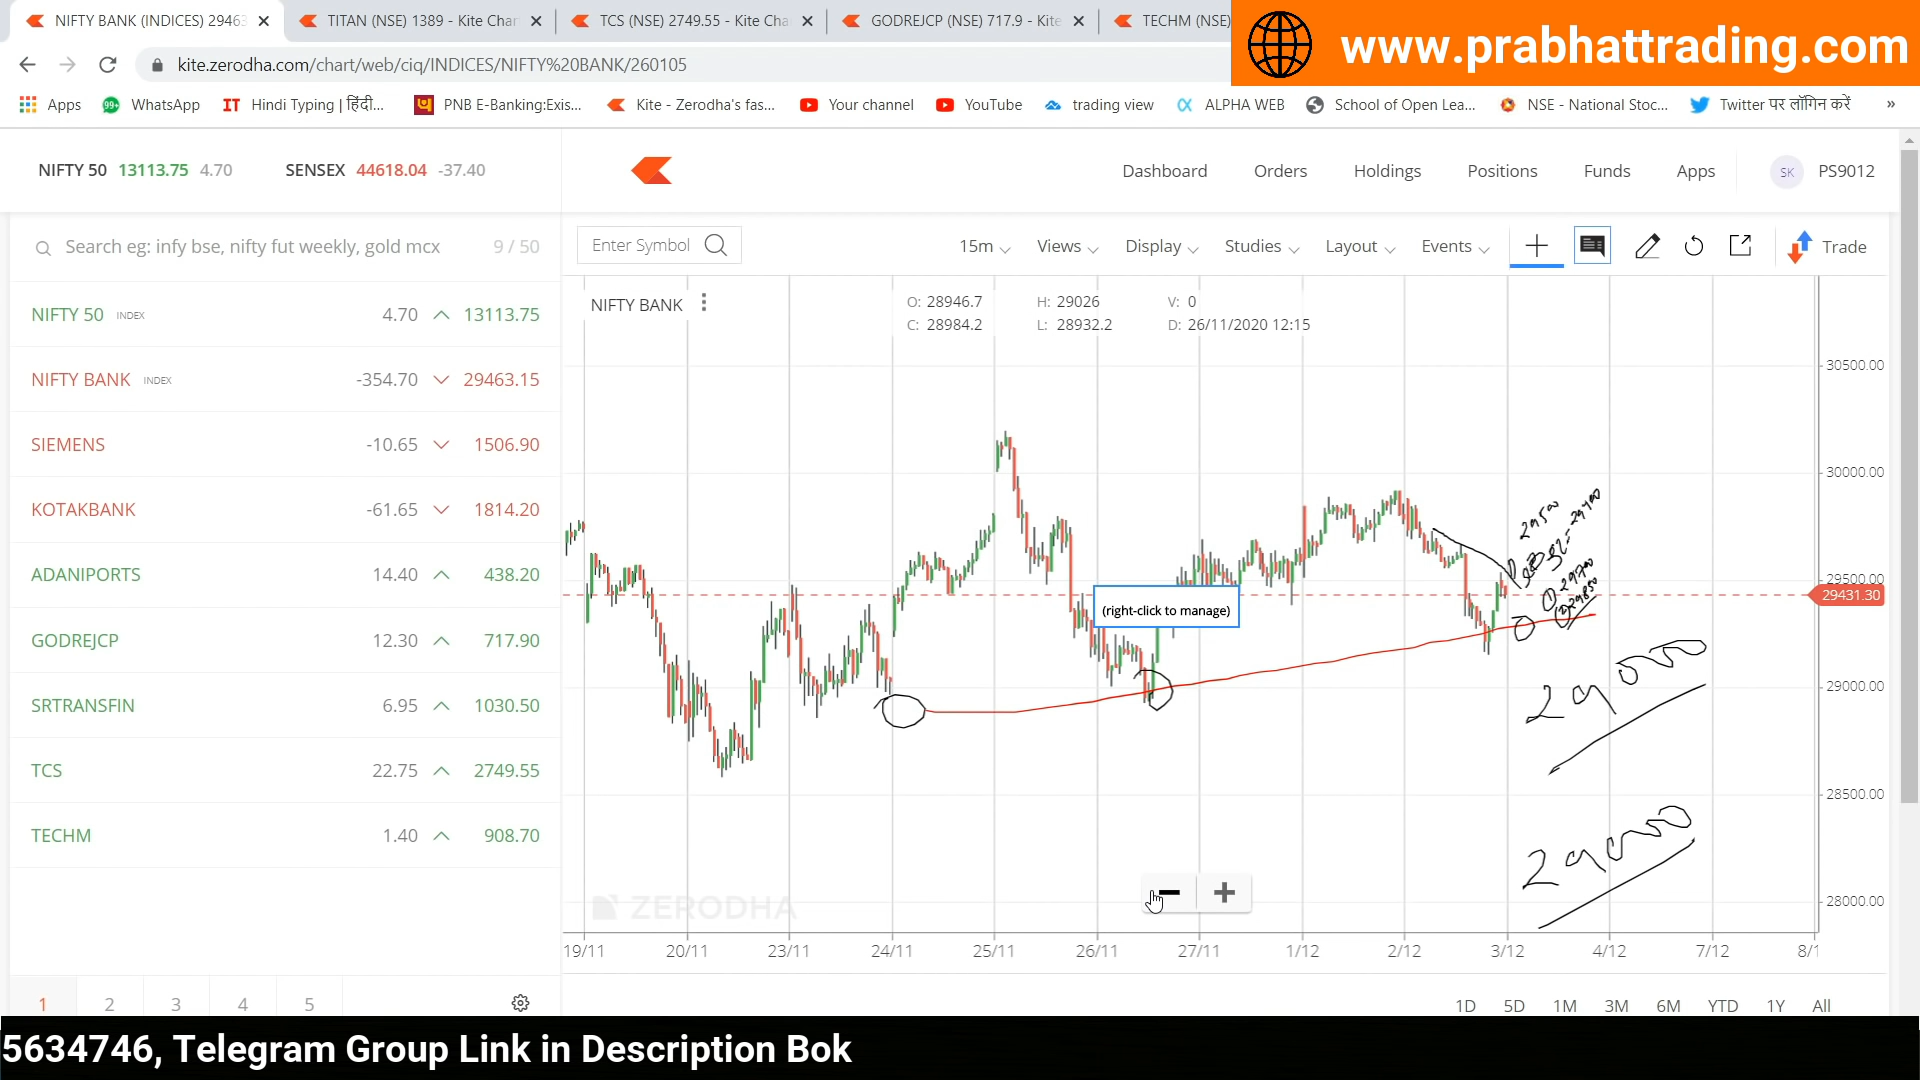 NIFTY BANK (INDICES) 29463
TITAN (NSE) 1389 - Kite Char
TCS (NSE) 2749.55 - Kite Cha
GODREJCP (NSE) 717.9 - Kite
TECHM (NSE)
www.prabhattrading.com
kite.zerodha.com/chart/web/ciq/INDICES/NIFTY%20BANK/260105
Apps
99+ WhatsApp
IT Hindi Typing | हिंदी...
PNB E-Banking:Exis...
Kite - Zerodha's fas...
Your channel
YouTube
trading view
ALPHA WEB
School of Open Lea...
NSE - National Stoc...
Twitter पर लॉगिन करें
»
NIFTY 50 13113.75 4.70
SENSEX 44618.04 -37.40
Dashboard
Orders
Holdings
Positions
Funds
Apps
SK PS9012
Search eg: infy bse, nifty fut weekly, gold mcx 9 / 50
Enter Symbol
15m
Views
Display
Studies
Layout
Events
Trade
NIFTY 50 INDEX 4.70 13113.75
NIFTY BANK INDEX -354.70 29463.15
SIEMENS -10.65 1506.90
KOTAKBANK -61.65 1814.20
ADANIPORTS 14.40 438.20
GODREJCP 12.30 717.90
SRTRANSFIN 6.95 1030.50
TCS 22.75 2749.55
TECHM 1.40 908.70
1 2 3 4 5
NIFTY BANK
O: 28946.7 H: 29026 V: 0
C: 28984.2 L: 28932.2 D: 26/11/2020 12:15
30500.00
30000.00
29500.00
29431.30
29000.00
28500.00
28000.00
(right-click to manage)
29500
29700
29850
29000
29000
ZERODHA
19/11 20/11 23/11 24/11 25/11 26/11 27/11 1/12 2/12 3/12 4/12 7/12 8/1
1D 5D 1M 3M 6M YTD 1Y All
5634746, Telegram Group Link in Description Bok